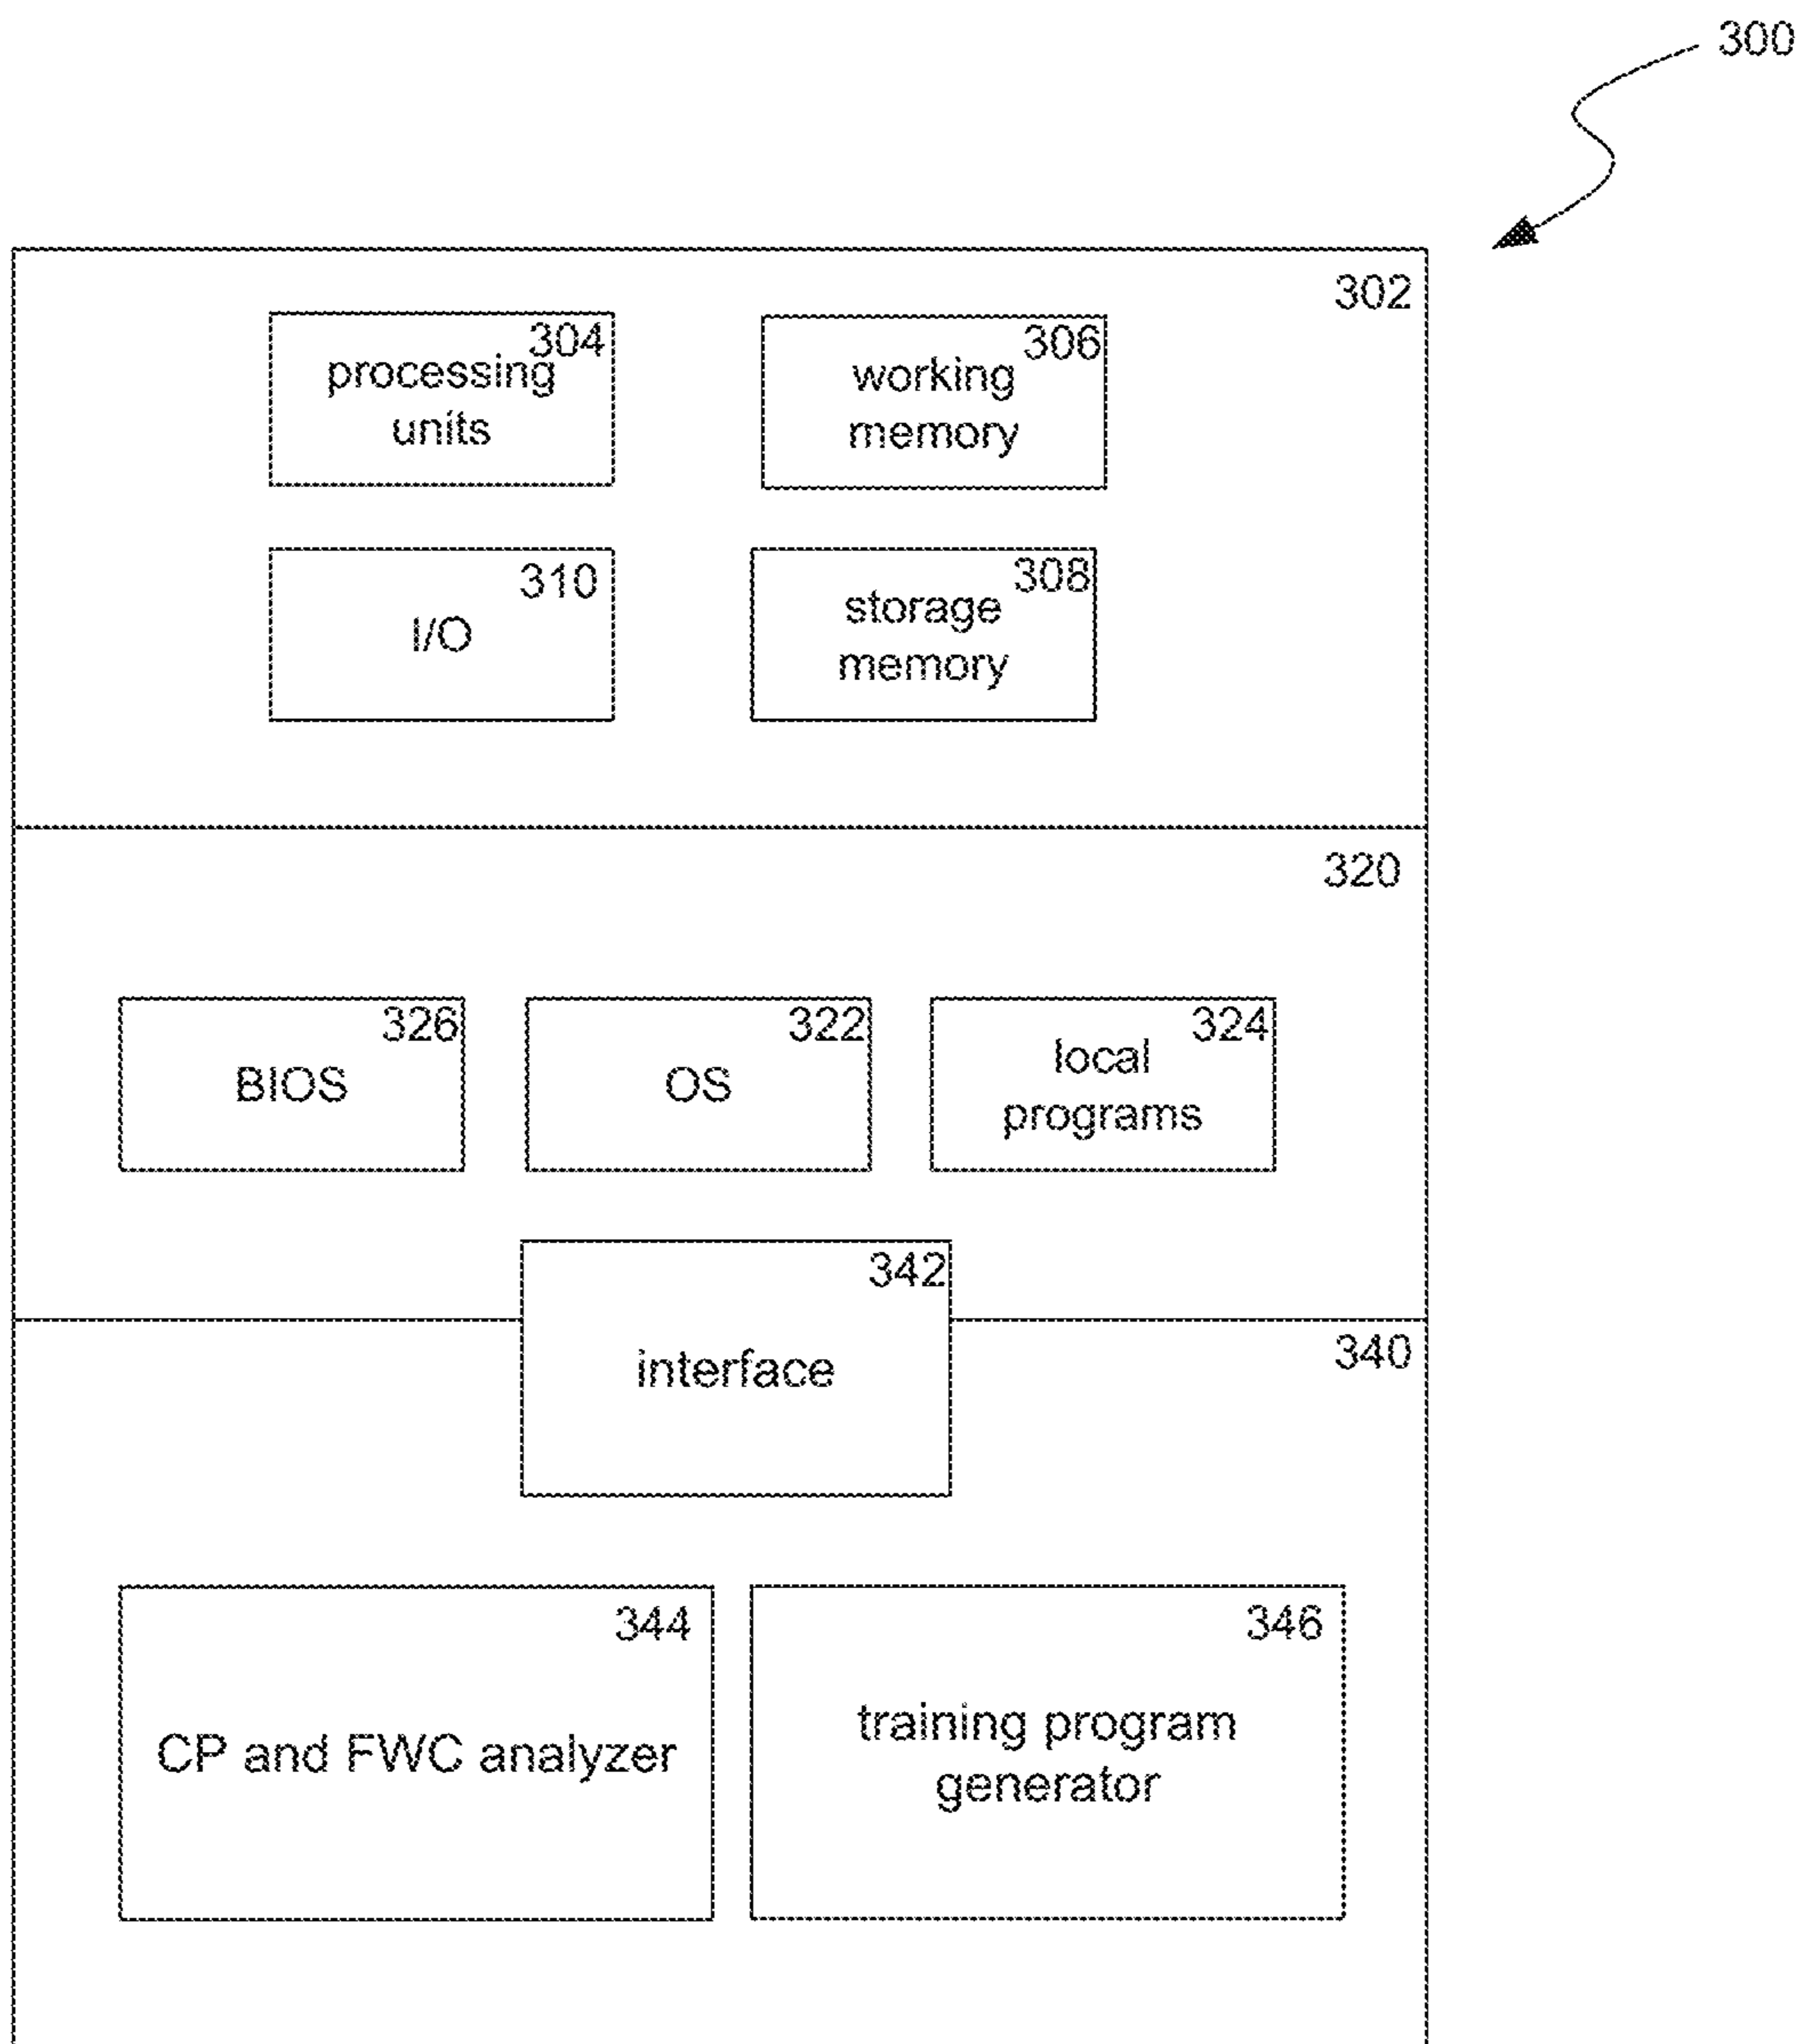 300
302
304
processing
units
306
working
memory
310
I/O
308
storage
memory
320
326
BIOS
322
OS
324
local
programs
342
interface
340
344
CP and FWC analyzer
346
training program
generator